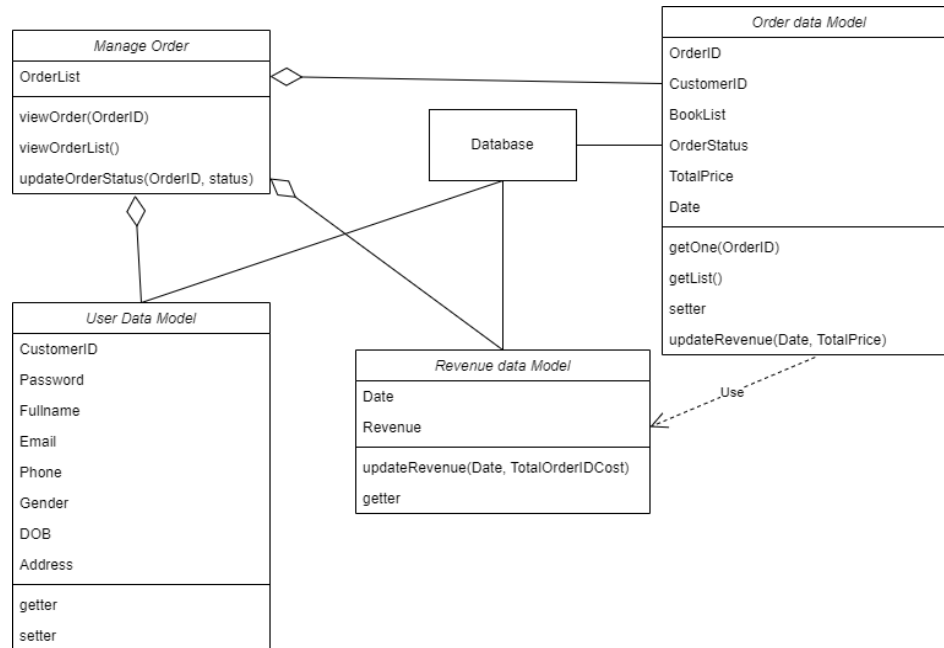 Manage Order
OrderList
viewOrder(OrderID)
viewOrderList()
updateOrderStatus(OrderID, status)
Database
Order data Model
OrderID
CustomerID
BookList
OrderStatus
TotalPrice
Date
getOne(OrderID)
getList()
setter
updateRevenue(Date, TotalPrice)
Use
User Data Model
CustomerID
Password
Fullname
Email
Phone
Gender
DOB
Address
getter
setter
Revenue data Model
Date
Revenue
updateRevenue(Date, TotalOrderIDCost)
getter